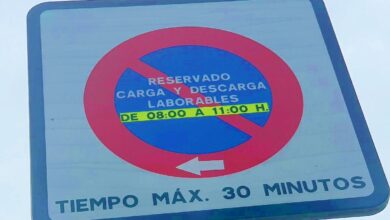 RESERVADO
CARGA Y DESCARGA
LABORABLES
DE 08:00 A 11:00 H.
TIEMPO MÁX. 30 MINUTOS